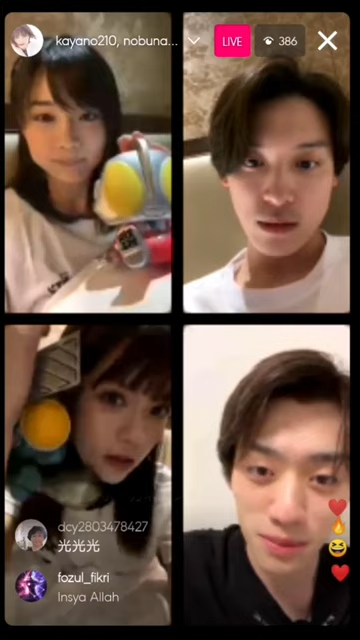 kayano210, nobuna...
LIVE
386
dcy2803478427
光光光
fozul_fikri
Insya Allah